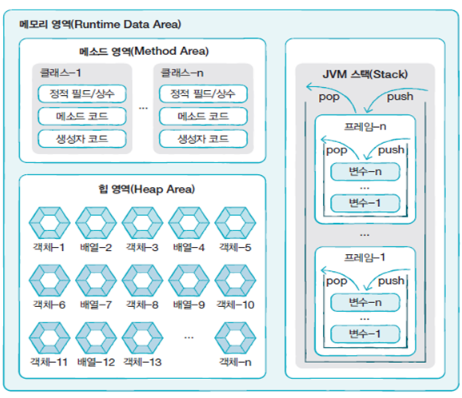 메모리 영역(Runtime Data Area)
메소드 영역(Method Area)
클래스-1
정적 필드/상수
메소드 코드
생성자 코드
...
클래스-n
정적 필드/상수
메소드 코드
생성자 코드
힙 영역(Heap Area)
객체-1 배열-2 객체-3 배열-4 객체-5
객체-6 배열-7 객체-8 배열-9 객체-10
...
객체-11 배열-12 객체-13 객체-n
JVM 스택(Stack)
pop push
프레임-n
pop push
변수-n
...
변수-1
...
프레임-1
pop push
변수-n
...
변수-1